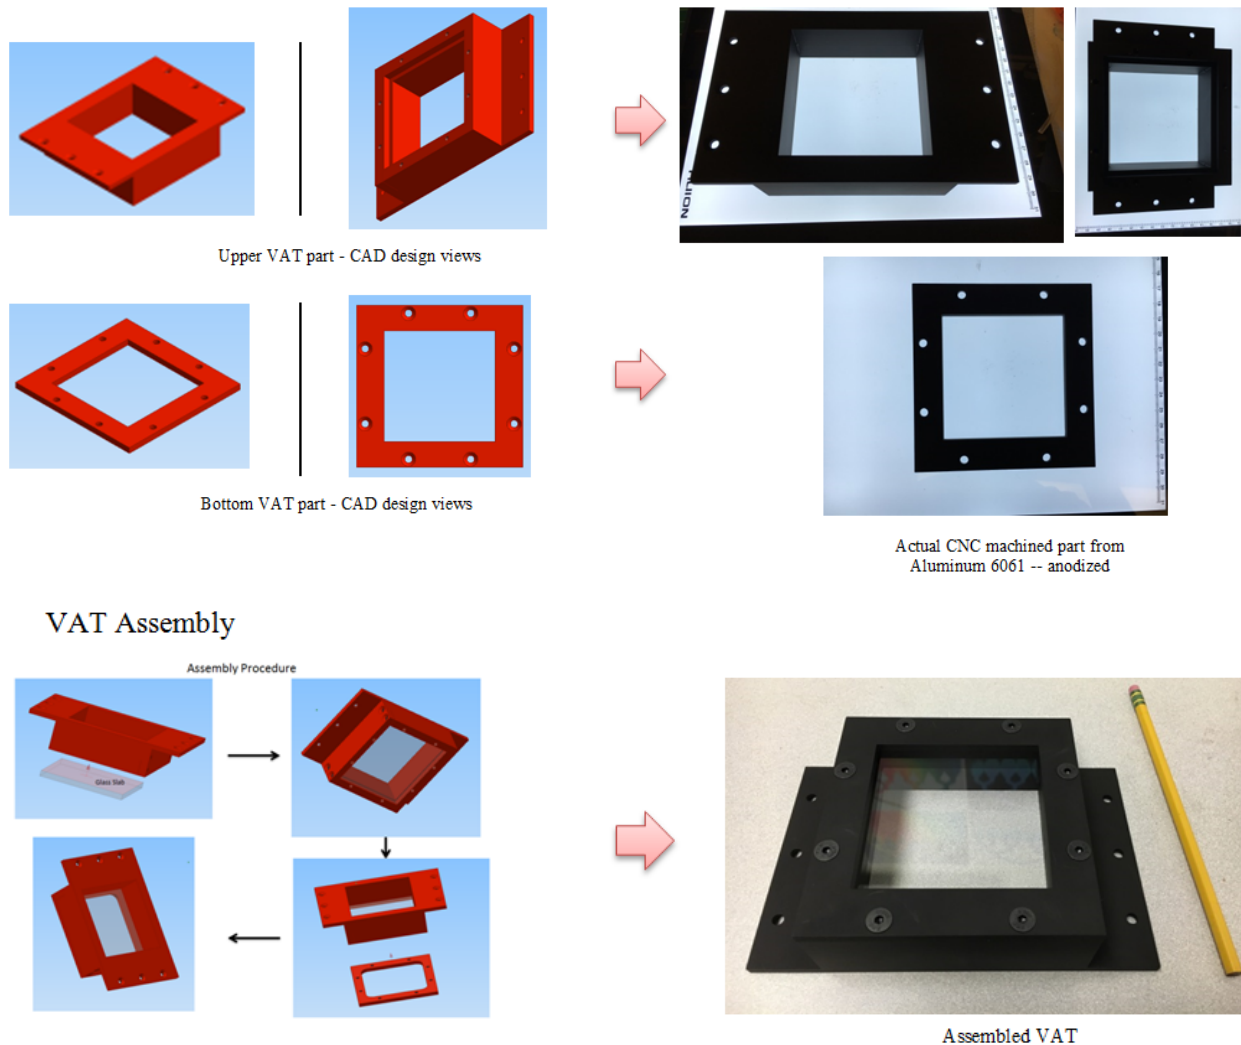 HUION
Upper VAT part - CAD design views
Bottom VAT part - CAD design views
Actual CNC machined part from
Aluminum 6061 -- anodized
VAT Assembly
Assembly Procedure
Glass Slab
Assembled VAT